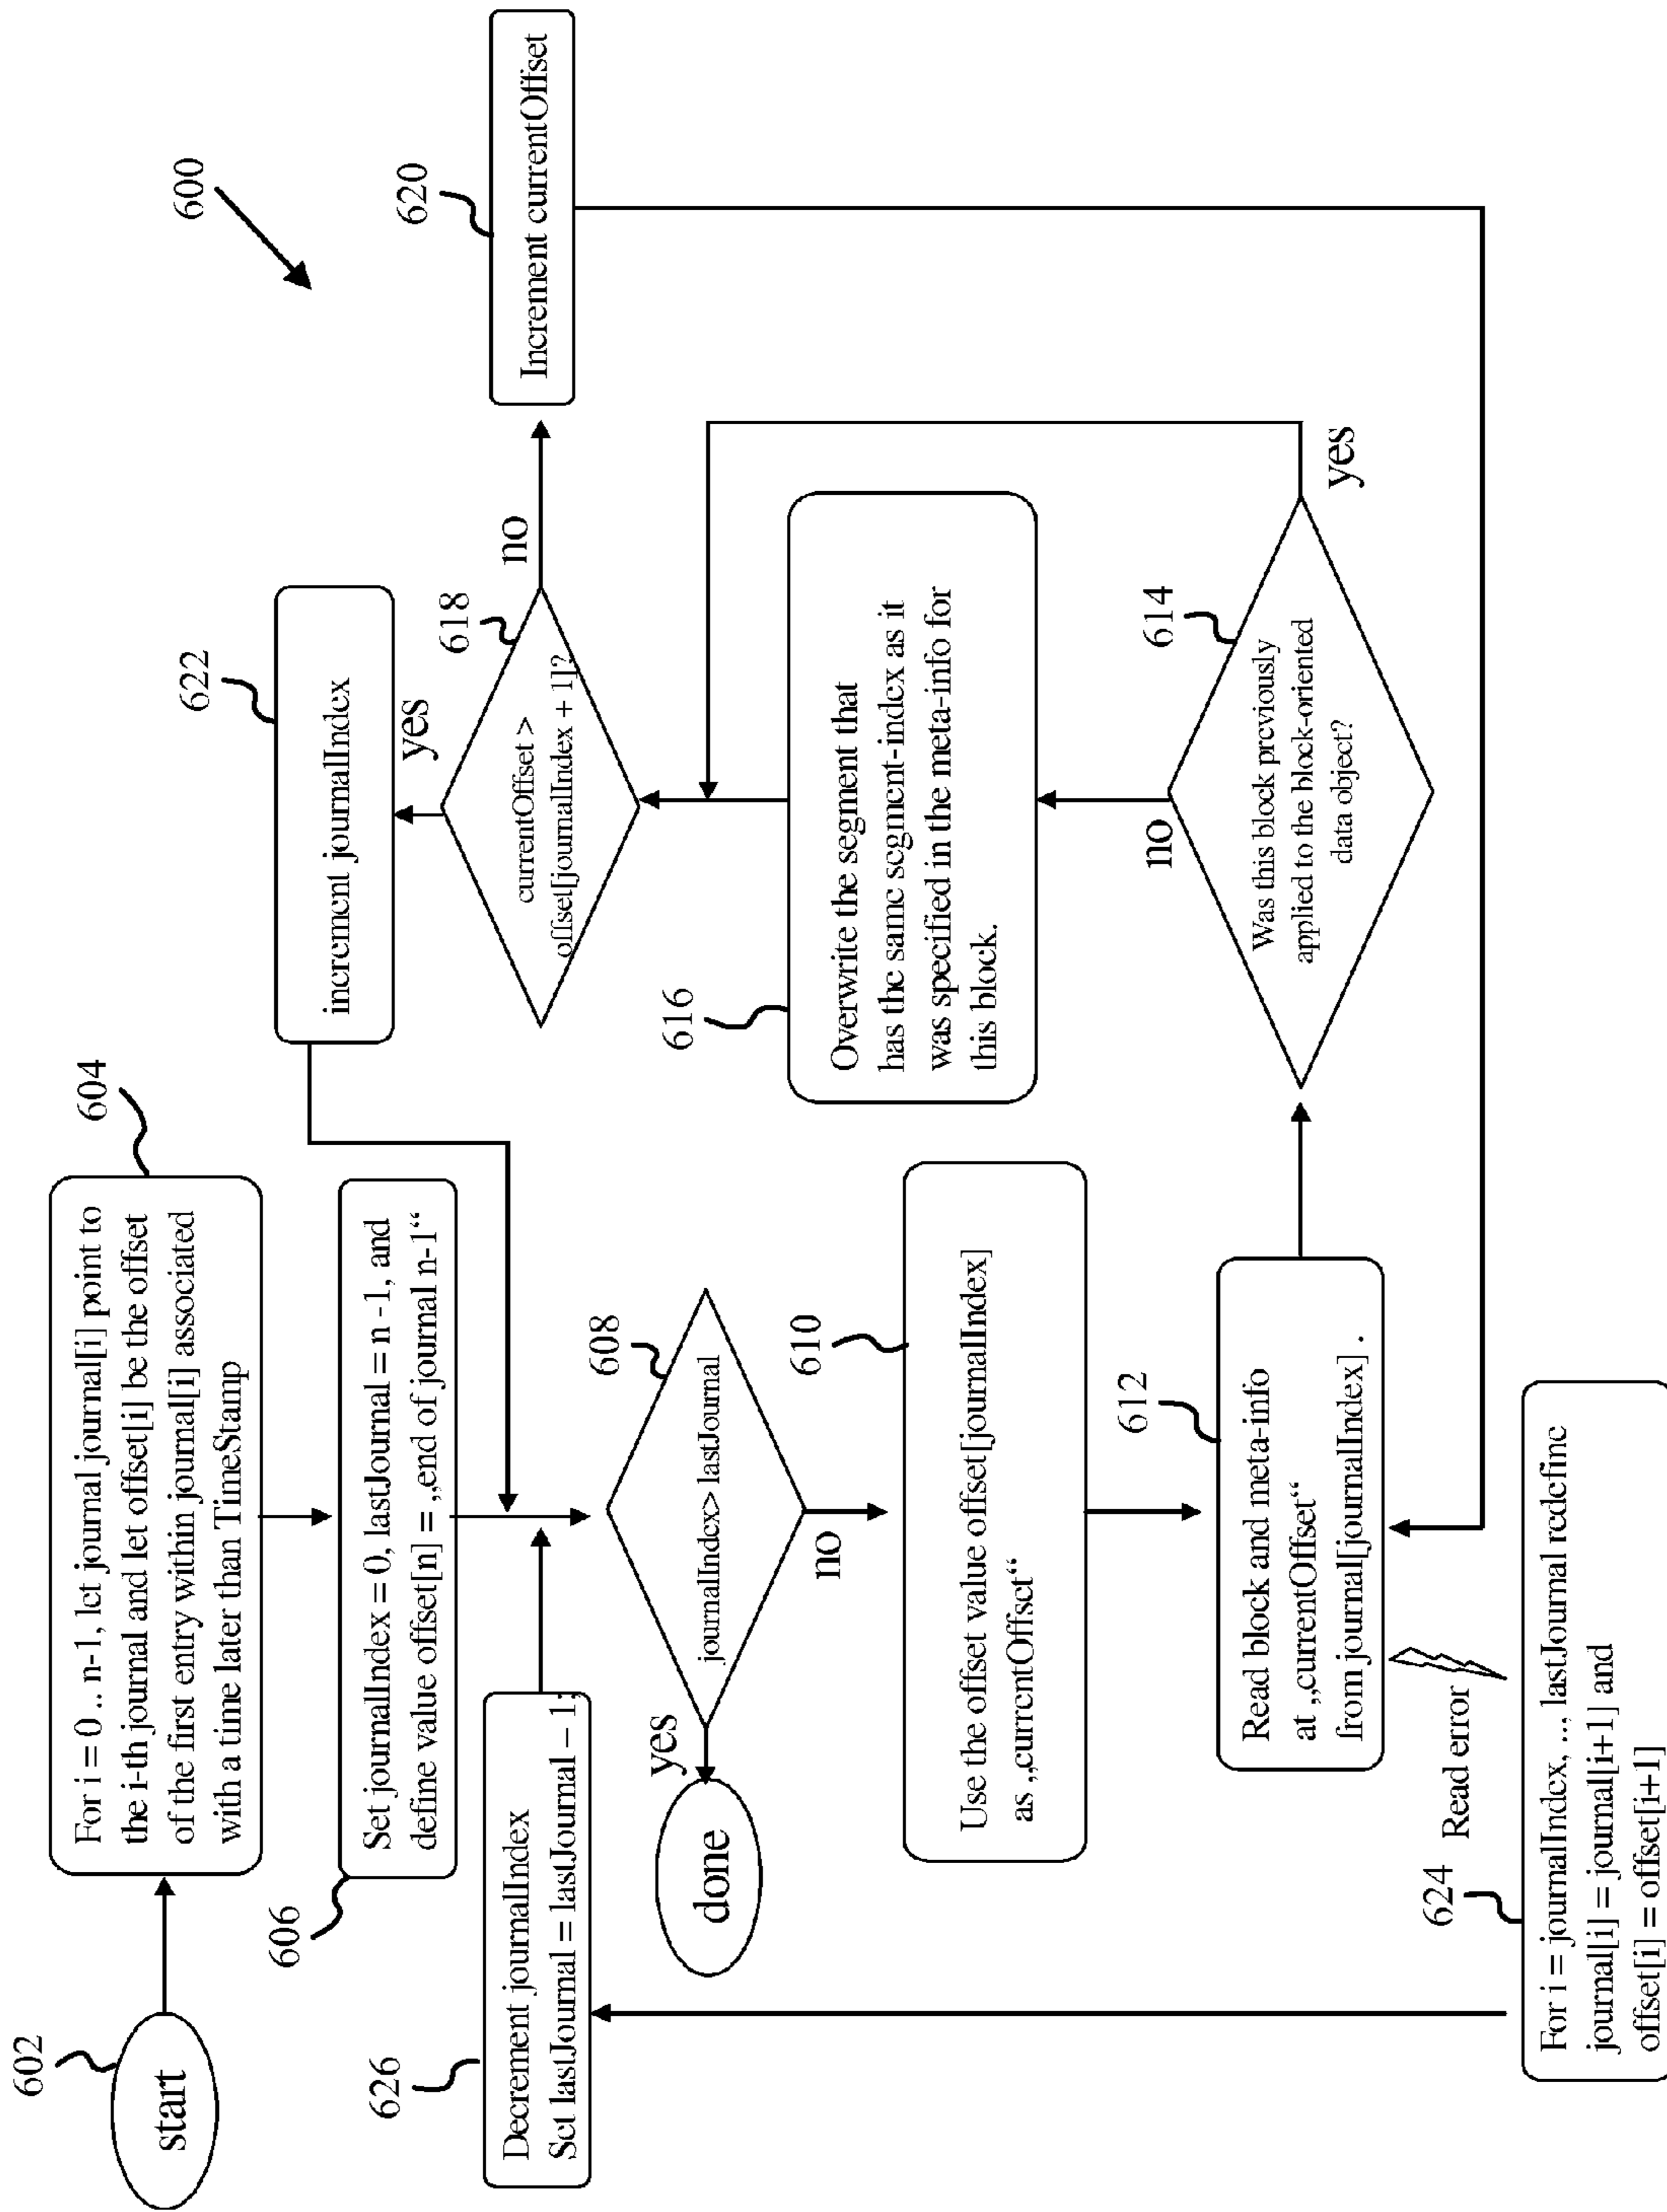 600
602
start
604
For i = 0 .. n-1, let journal journal[i] point to
the i-th journal and let offset[i] be the offset
of the first entry within journal[i] associated
with a time later than TimeStamp
606
Set journalIndex = 0, lastJournal = n -1, and
define value offset[n] = „end of journal n-1“
626
Decrement journalIndex
Set lastJournal = lastJournal – 1;
608
journalIndex> lastJournal
yes
done
no
610
Use the offset value offset[journalIndex]
as „currentOffset“
612
Read block and meta-info
at „currentOffset“
from journal[journalIndex] .
Read error
624
For i = journalIndex, .., lastJournal redefine
journal[i] = journal[i+1] and
offset[i] = offset[i+1]
614
Was this block previously
applied to the block-oriented
data object?
yes
no
616
Overwrite the segment that
has the same segment-index as it
was specified in the meta-info for
this block.
618
currentOffset >
offset[journalIndex + 1]?
yes
no
622
increment journalIndex
620
Increment currentOffset